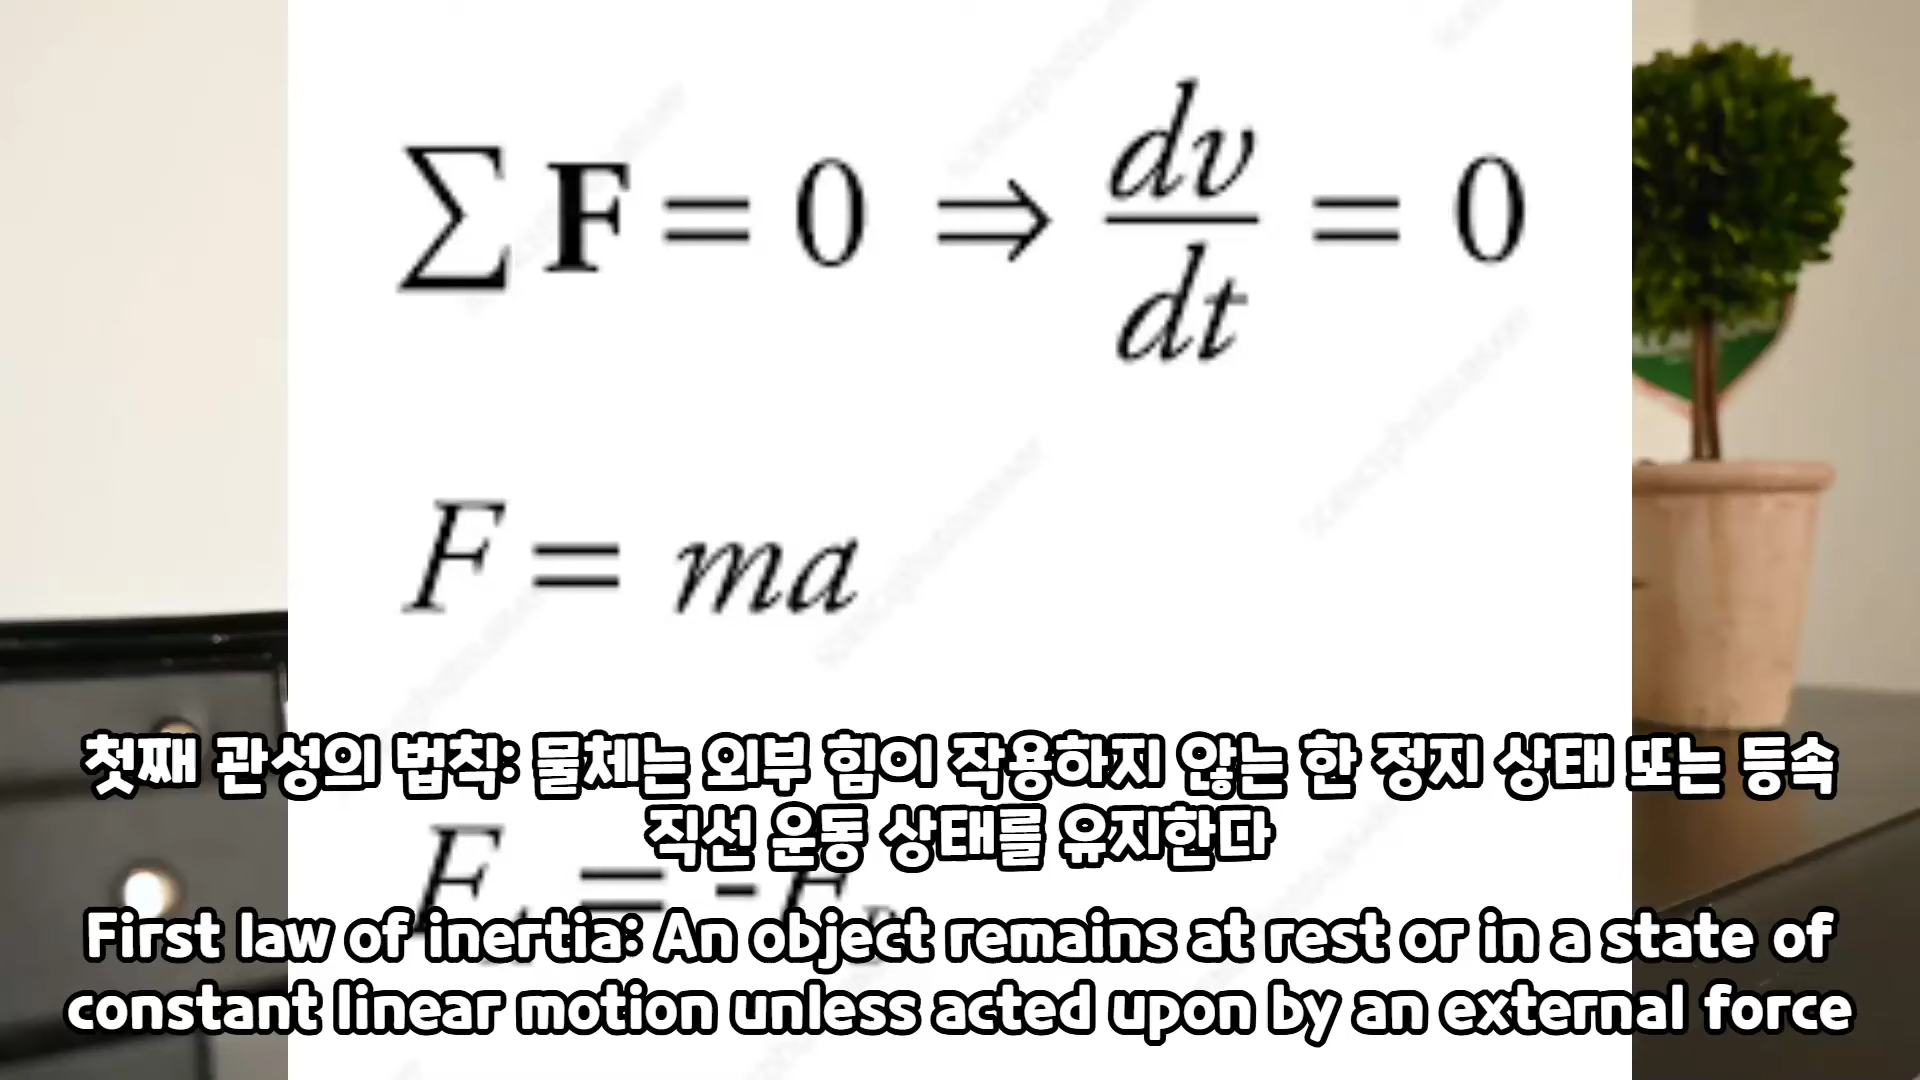 ∑ F = 0 ⇒ dv/dt = 0
F = ma
첫째 관성의 법칙: 물체는 외부 힘이 작용하지 않는 한 정지 상태 또는 등속
직선 운동 상태를 유지한다
F = -F
First law of inertia: An object remains at rest or in a state of
constant linear motion unless acted upon by an external force